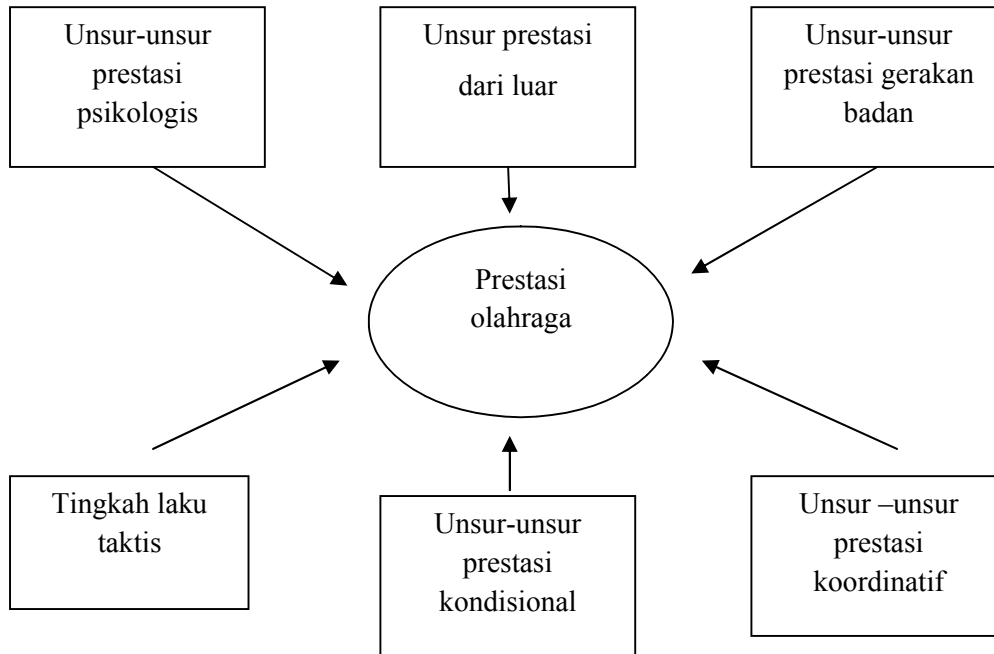 Unsur-unsur
prestasi
psikologis
Unsur prestasi
dari luar
Unsur-unsur
prestasi gerakan
badan
Prestasi
olahraga
Tingkah laku
taktis
Unsur-unsur
prestasi
kondisional
Unsur –unsur
prestasi
koordinatif